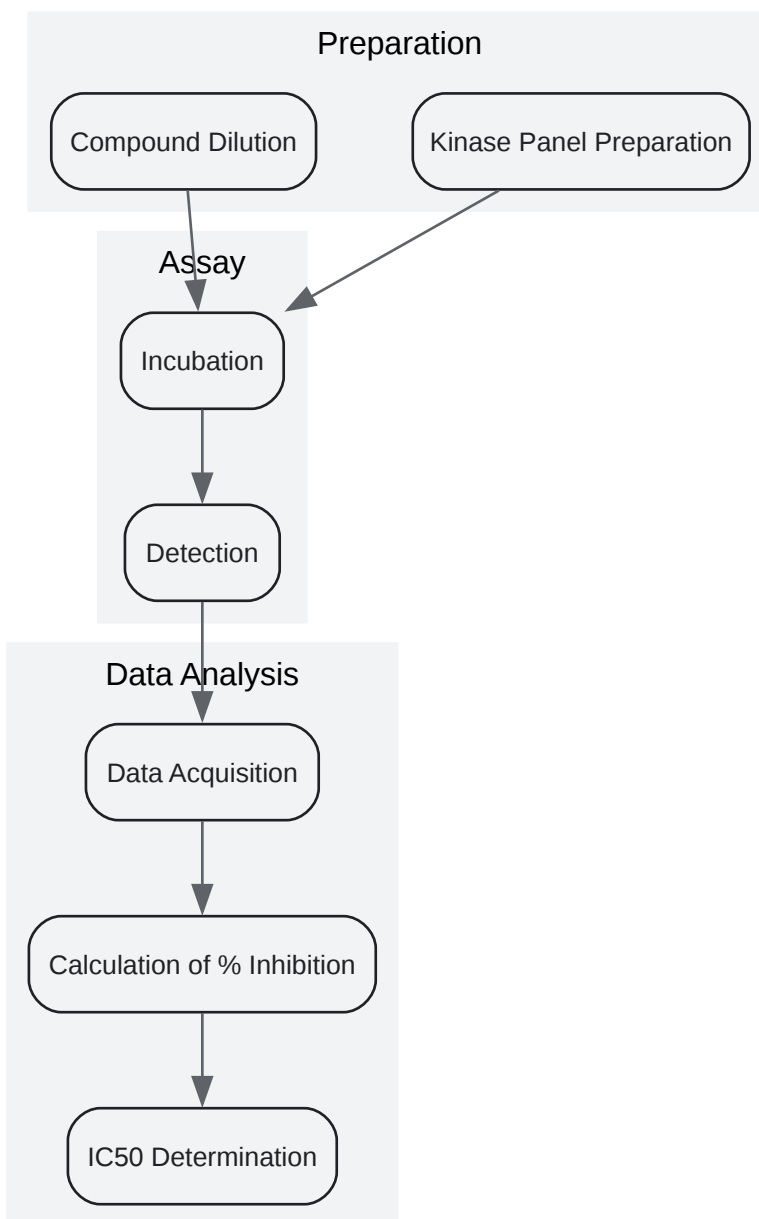 Preparation
Compound Dilution
Kinase Panel Preparation
Assay
Incubation
Detection
Data Analysis
Data Acquisition
Calculation of % Inhibition
IC50 Determination